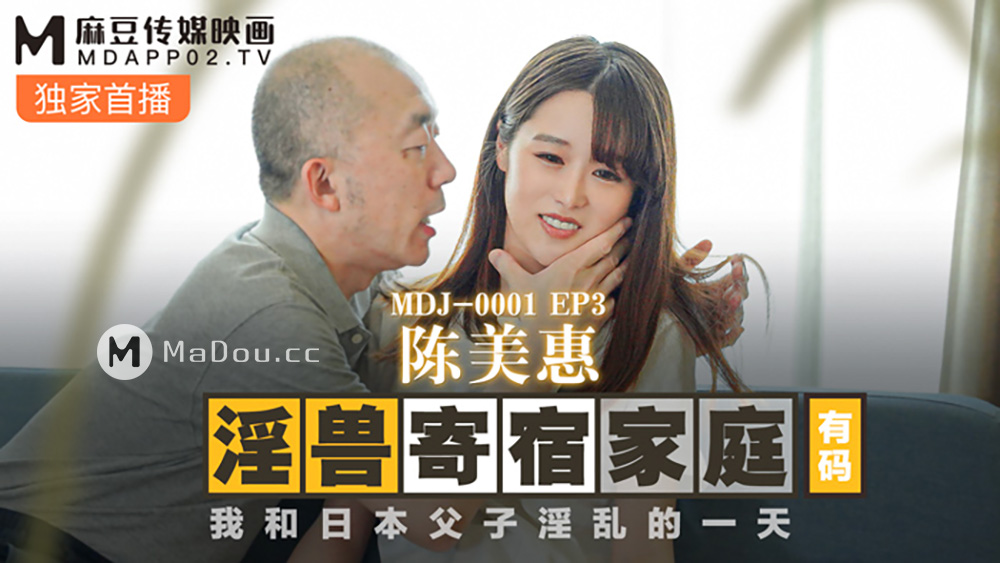 麻豆传媒映画
MDAPP02.TV
独家首播
MDJ-0001 EP3
陈美惠
MaDou.cc
淫兽寄宿家庭
有码
我和日本父子淫乱的一天